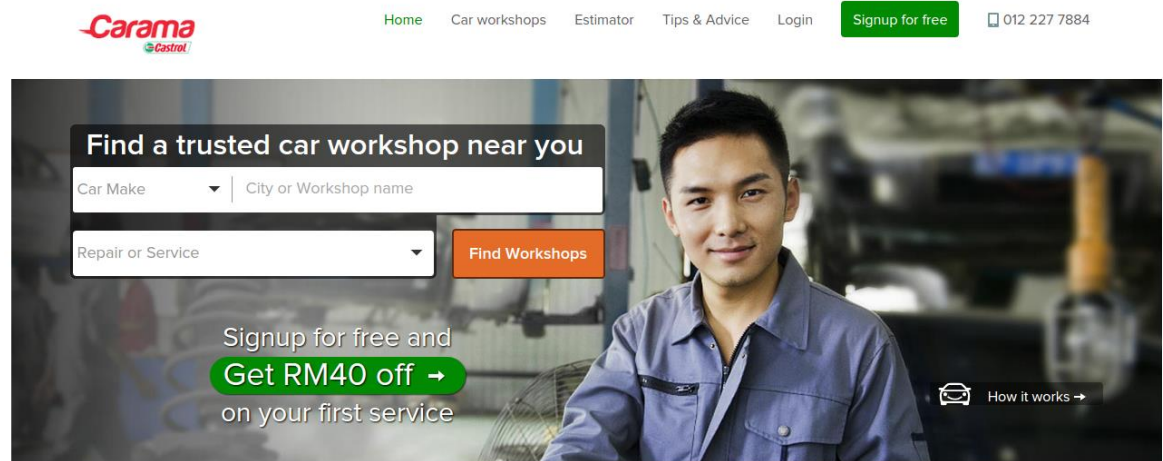 Carama
Castrol
Home
Car workshops
Estimator
Tips & Advice
Login
Signup for free
012 227 7884
Find a trusted car workshop near you
Car Make
City or Workshop name
Repair or Service
Find Workshops
Signup for free and
Get RM40 off →
on your first service
How it works →